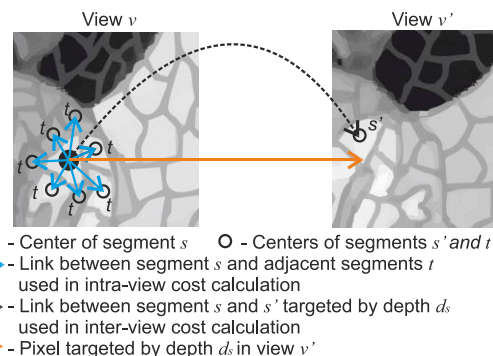 View v
View v'
t
t
t
t
t
t
t
s'
- Center of segment s
- Centers of segments s' and t
- Link between segment s and adjacent segments t
used in intra-view cost calculation
- Link between segment s and s' targeted by depth ds
used in inter-view cost calculation
- Pixel targeted by depth ds in view v'